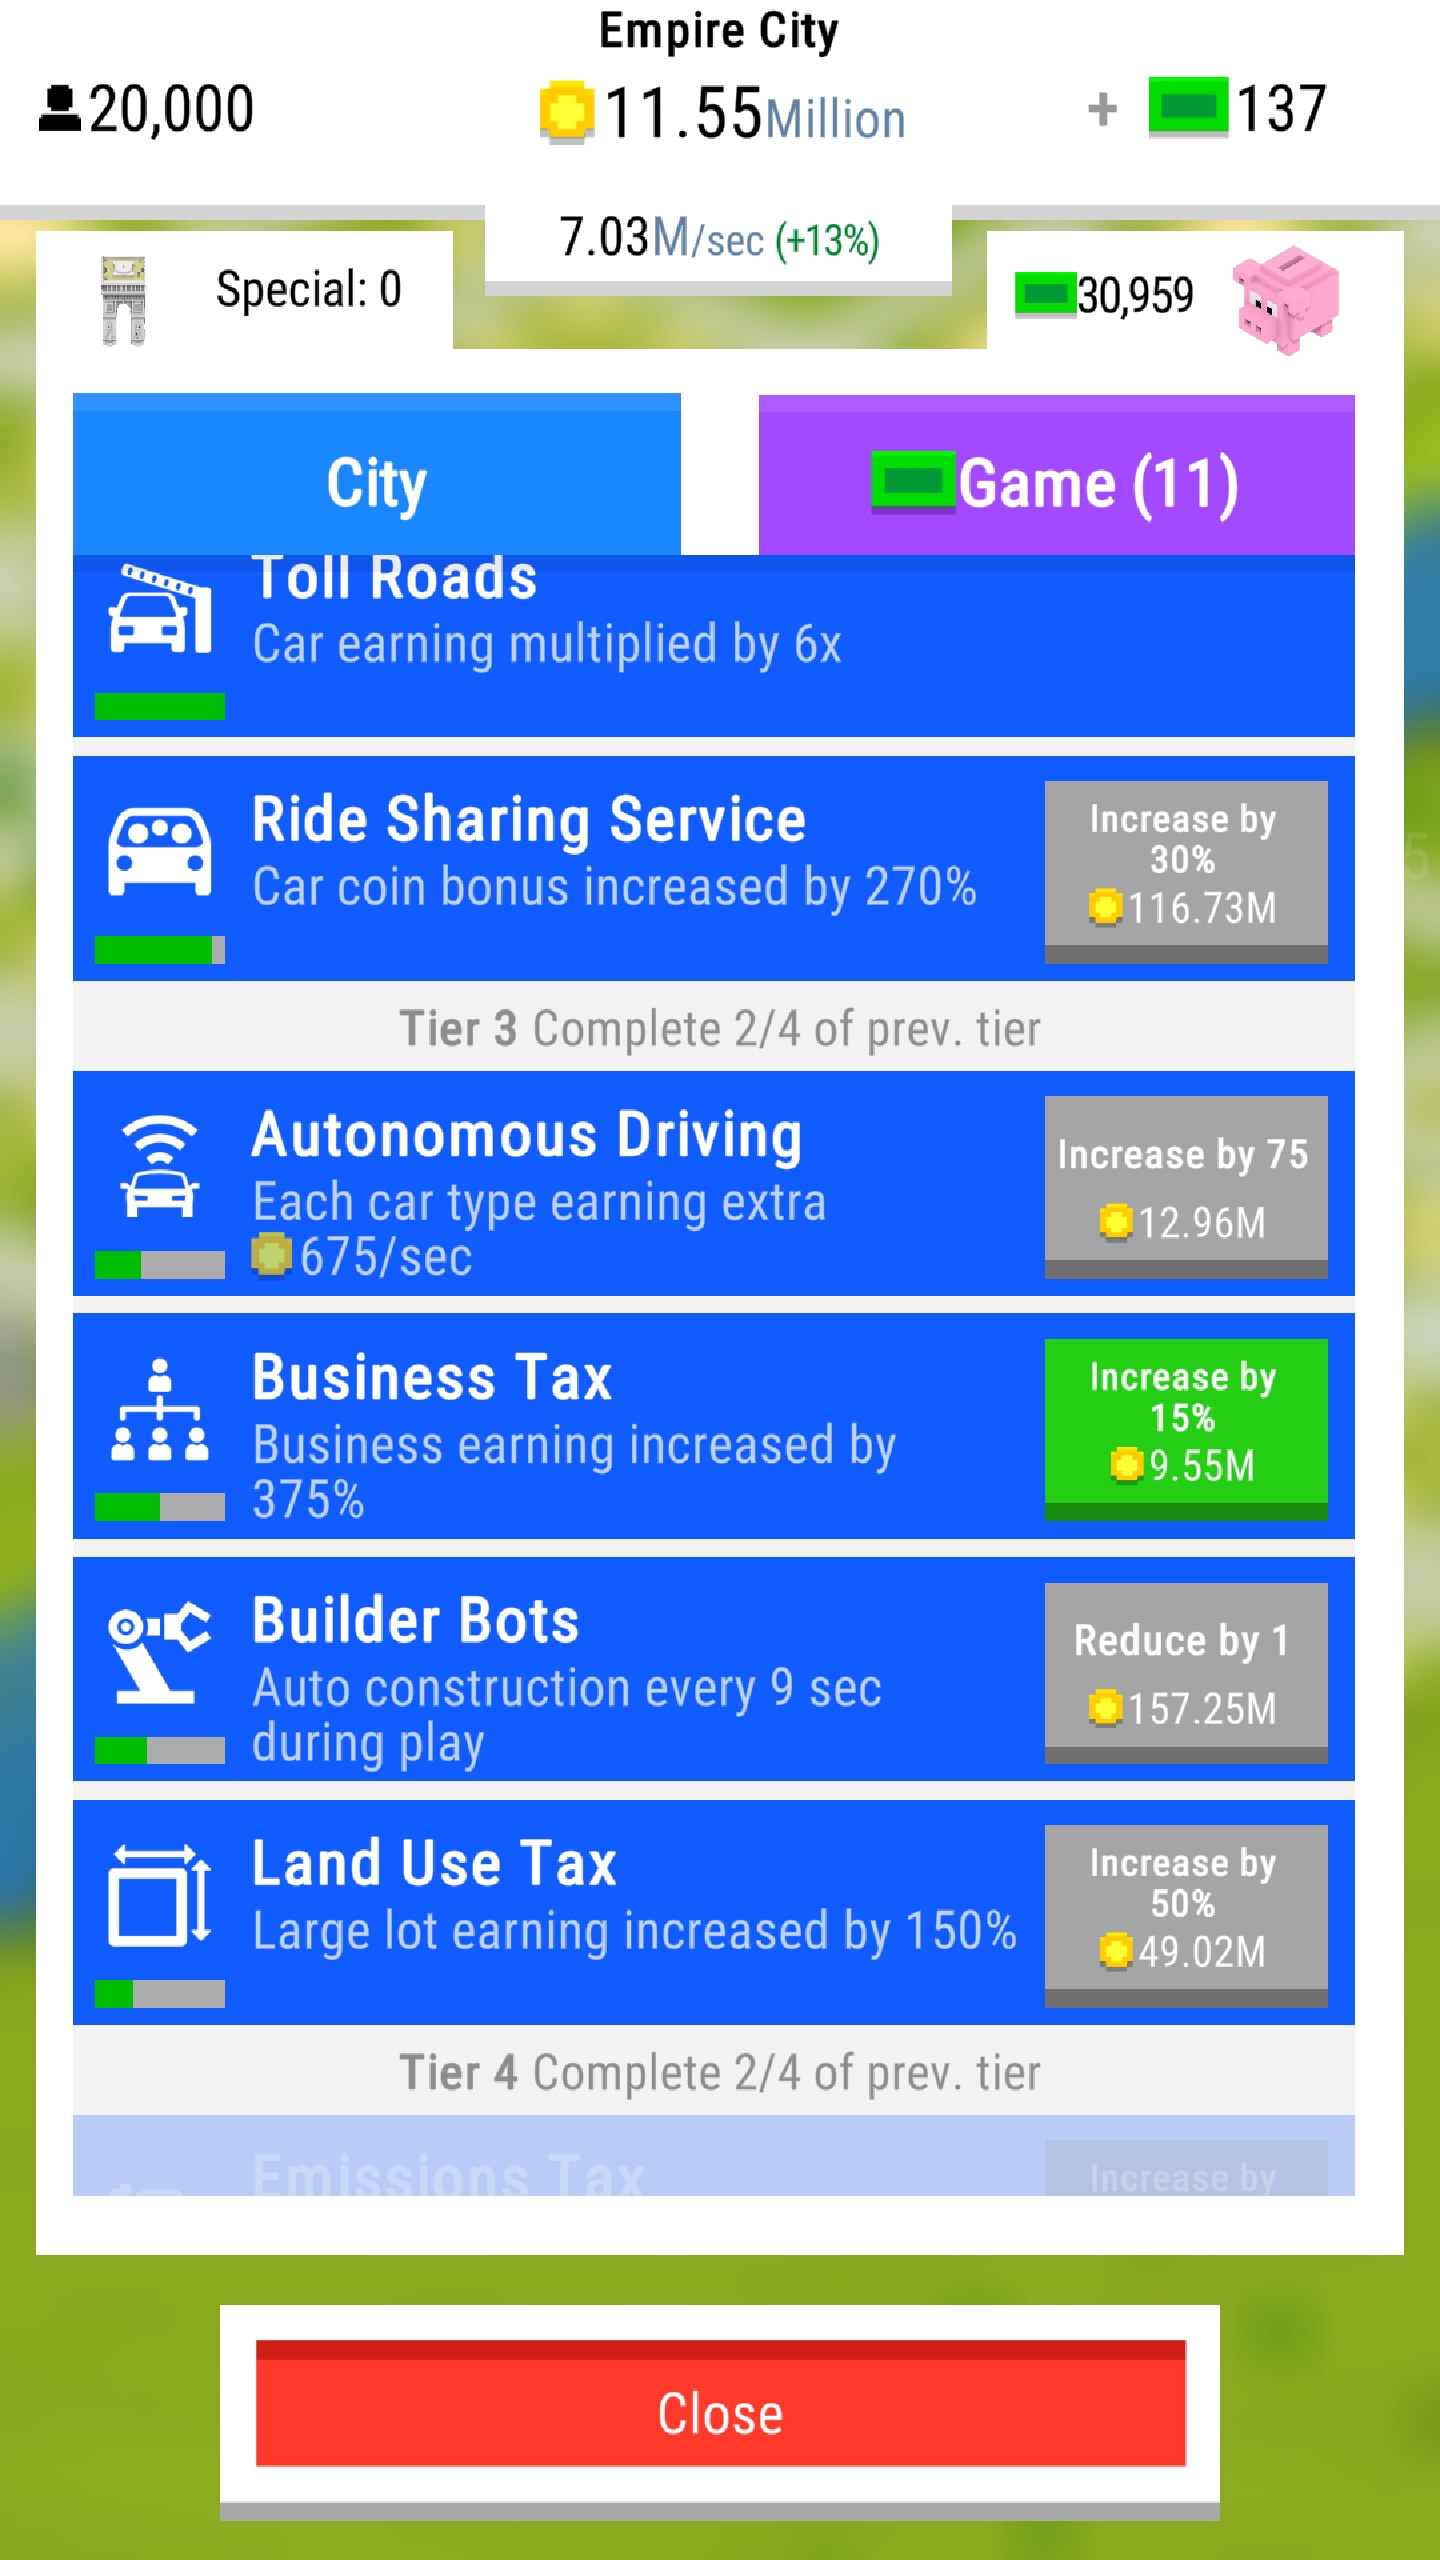 Empire City
20,000
11.55Million
+ 137
7.03M/sec (+13%)
Special: 0
30,959
City
Game (11)
Toll Roads
Car earning multiplied by 6x
Ride Sharing Service
Car coin bonus increased by 270%
Increase by
30%
116.73M
Tier 3 Complete 2/4 of prev. tier
Autonomous Driving
Each car type earning extra
675/sec
Increase by 75
12.96M
Business Tax
Business earning increased by
375%
Increase by
15%
9.55M
Builder Bots
Auto construction every 9 sec
during play
Reduce by 1
157.25M
Land Use Tax
Large lot earning increased by 150%
Increase by
50%
49.02M
Tier 4 Complete 2/4 of prev. tier
Emissions Tax
Increase by
Close